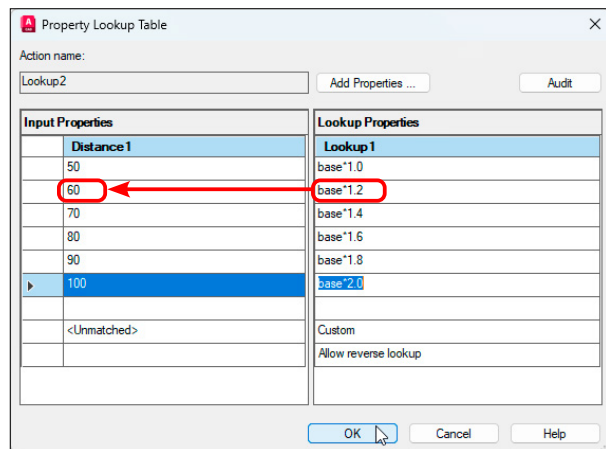 Property Lookup Table
Action name:
Lookup2
Add Properties ...
Audit
Input Properties
Lookup Properties
Distance1
Lookup1
50
base*1.0
60
base*1.2
70
base*1.4
80
base*1.6
90
base*1.8
100
base*2.0
<Unmatched>
Custom
Allow reverse lookup
OK
Cancel
Help